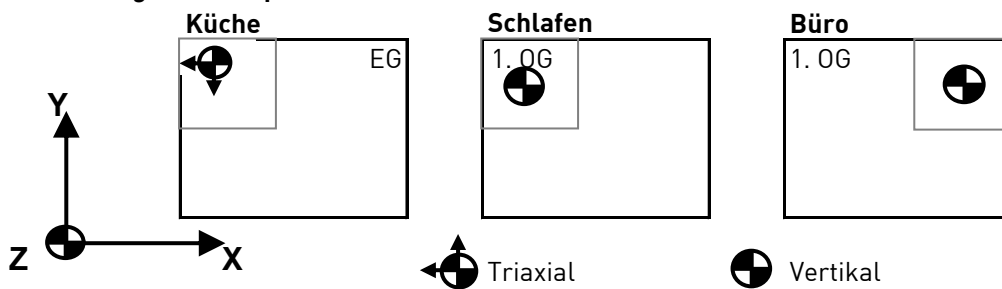 Küche Schlafen Büro
EG 1. OG 1. OG
Y
Z X
Triaxial Vertikal